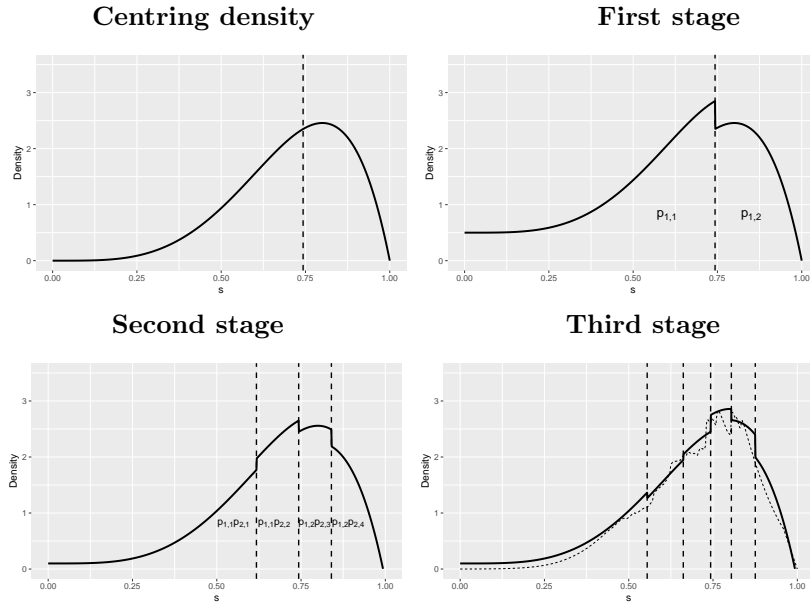 Centring density
First stage
3
2
1
0
Density
0.00 0.25 0.50 0.75 1.00
s
3
2
1
0
Density
p1,1
p1,2
0.00 0.25 0.50 0.75 1.00
s
Second stage
Third stage
3
2
1
0
Density
p1,1p2,1
p1,1p2,2
p1,2p2,3
p1,2p2,4
0.00 0.25 0.50 0.75 1.00
s
3
2
1
0
Density
0.00 0.25 0.50 0.75 1.00
s